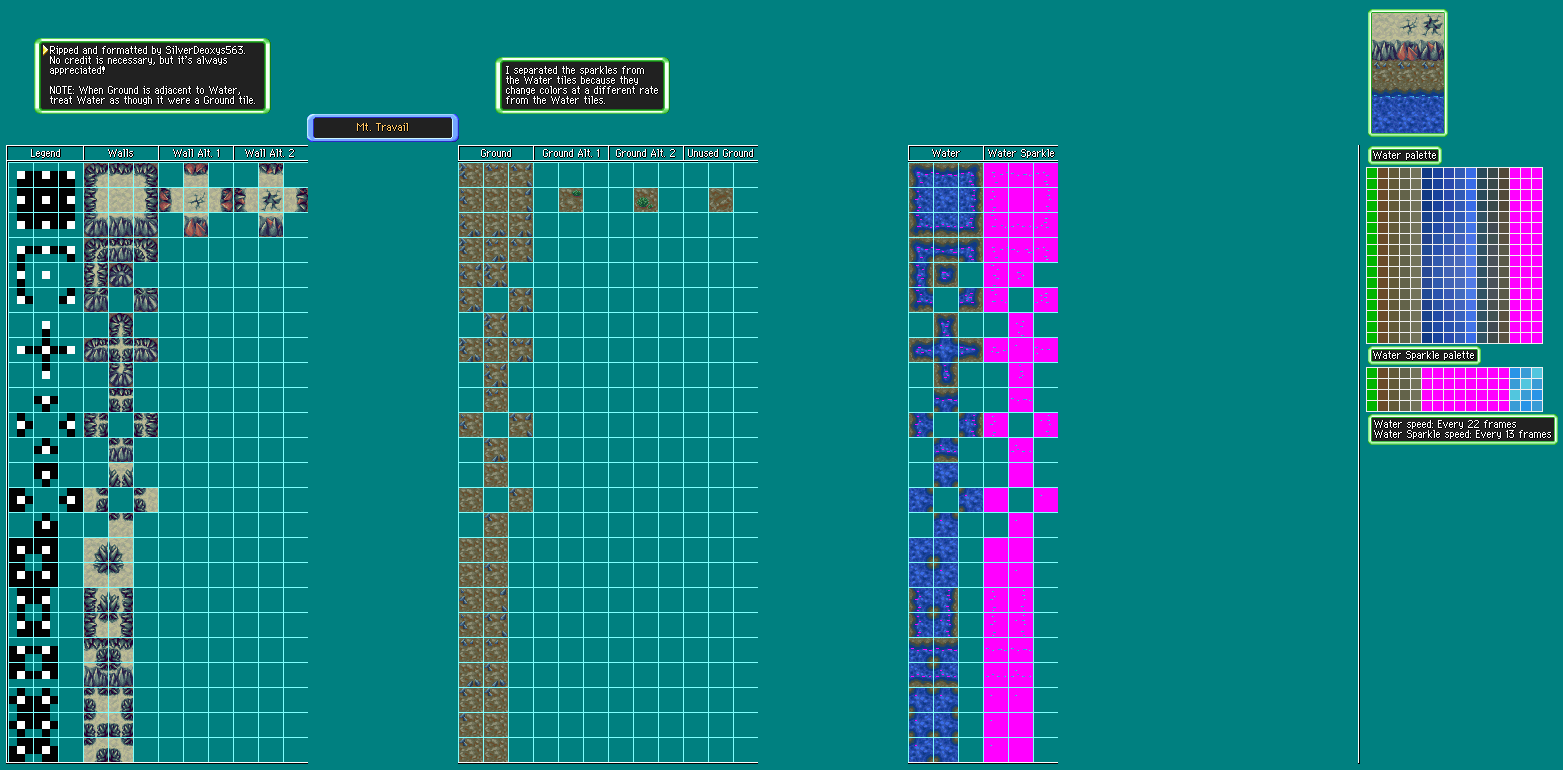 Ripped and formatted by SilverDeoxys563.
No credit is necessary, but it's always
appreciated!
NOTE: When Ground is adjacent to Water,
treat Water as though it were a Ground tile.
I separated the sparkles from
the Water tiles because they
change colors at a different rate
from the Water tiles.
Mt. Travail
Legend
Walls
Wall Alt. 1
Wall Alt. 2
Ground
Ground Alt. 1
Ground Alt. 2
Unused Ground
Water
Water Sparkle
Water palette
Water Sparkle palette
Water speed: Every 22 frames
Water Sparkle speed: Every 13 frames